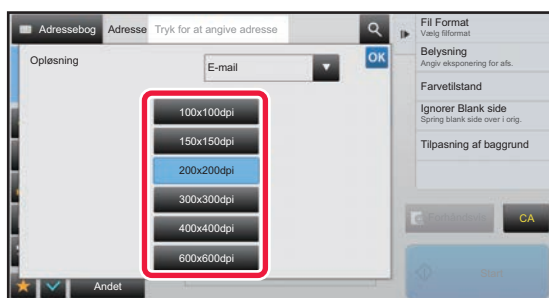 Adressebog
Adresse
Tryk for at angive adresse
Opløsning
E-mail
OK
100x100dpi
150x150dpi
200x200dpi
300x300dpi
400x400dpi
600x600dpi
Andet
Fil Format
Vælg filformat
Belysning
Angiv eksponering for afs.
Farvetilstand
Ignorer Blank side
Spring blank side over i orig.
Tilpasning af baggrund
CA
Start